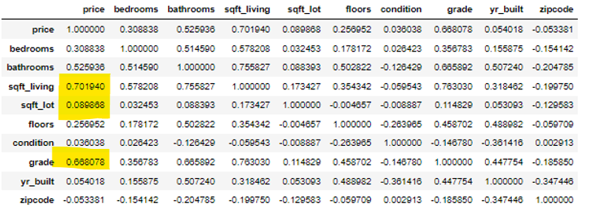 price bedrooms bathrooms sqft_living sqft_lot floors condition grade yr_built zipcode
price 1.000000 0.308838 0.525936 0.701940 0.089868 0.256952 0.036038 0.668078 0.054018 -0.053381
bedrooms 0.308838 1.000000 0.514590 0.578208 0.032453 0.178172 0.026423 0.356783 0.155875 -0.154142
bathrooms 0.525936 0.514590 1.000000 0.755827 0.088393 0.502822 -0.126429 0.665892 0.507240 -0.204785
sqft_living 0.701940 0.578208 0.755827 1.000000 0.173427 0.354342 -0.059543 0.763030 0.318462 -0.199750
sqft_lot 0.089868 0.032453 0.088393 0.173427 1.000000 -0.004657 -0.008887 0.114829 0.053093 -0.129583
floors 0.256952 0.178172 0.502822 0.354342 -0.004657 1.000000 -0.263965 0.458702 0.488982 -0.059709
condition 0.036038 0.026423 -0.126429 -0.059543 -0.008887 -0.263965 1.000000 -0.146780 -0.361416 0.002913
grade 0.668078 0.356783 0.665892 0.763030 0.114829 0.458702 -0.146780 1.000000 0.447754 -0.185850
yr_built 0.054018 0.155875 0.507240 0.318462 0.053093 0.488982 -0.361416 0.447754 1.000000 -0.347446
zipcode -0.053381 -0.154142 -0.204785 -0.199750 -0.129583 -0.059709 0.002913 -0.185850 -0.347446 1.000000